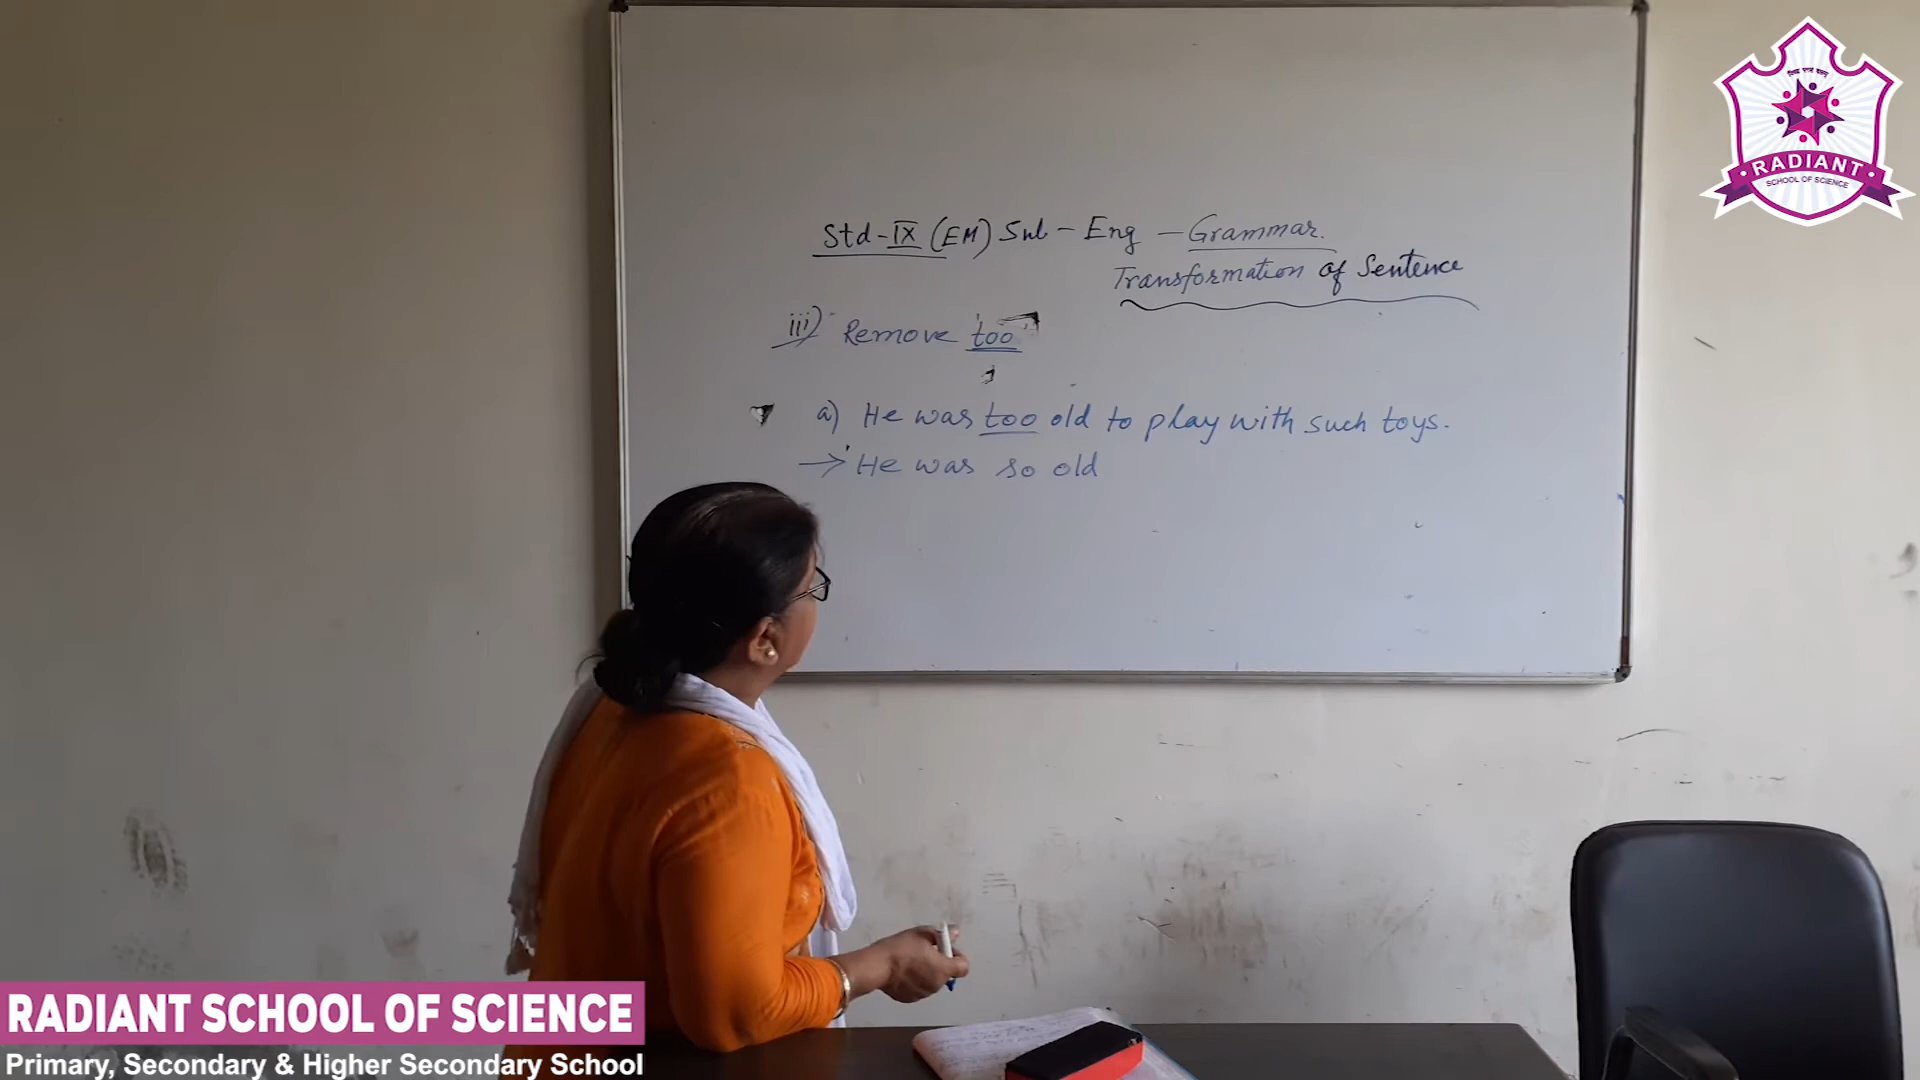 Std-IX (EM) Sub - Eng - Grammar.
Transformation of Sentence
iii) Remove 'too'
a) He was too old to play with such toys.
→ He was so old
RADIANT
SCHOOL OF SCIENCE
RADIANT SCHOOL OF SCIENCE
Primary, Secondary & Higher Secondary School